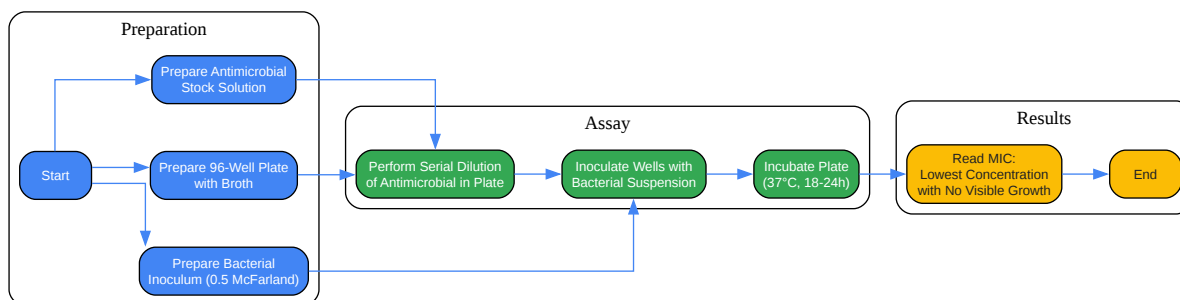 Preparation
Prepare Antimicrobial
Stock Solution
Start
Prepare 96-Well Plate
with Broth
Prepare Bacterial
Inoculum (0.5 McFarland)
Assay
Perform Serial Dilution
of Antimicrobial in Plate
Inoculate Wells with
Bacterial Suspension
Incubate Plate
(37°C, 18-24h)
Results
Read MIC:
Lowest Concentration
with No Visible Growth
End